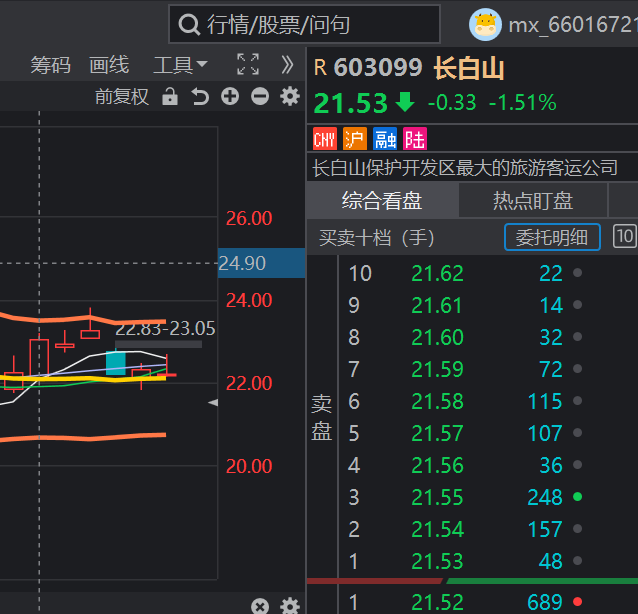 行情/股票/问句
mx_66016721
筹码 画线 工具
前复权
R 603099 长白山
21.53 -0.33 -1.51%
CNY 沪 融 陆
长白山保护开发区最大的旅游客运公司
综合看盘 热点盯盘
买卖十档（手） 委托明细 10
26.00
24.90
24.00
22.83-23.05
22.00
20.00
卖盘
10 21.62 22
9 21.61 14
8 21.60 32
7 21.59 72
6 21.58 115
5 21.57 107
4 21.56 36
3 21.55 248
2 21.54 157
1 21.53 48
1 21.52 689